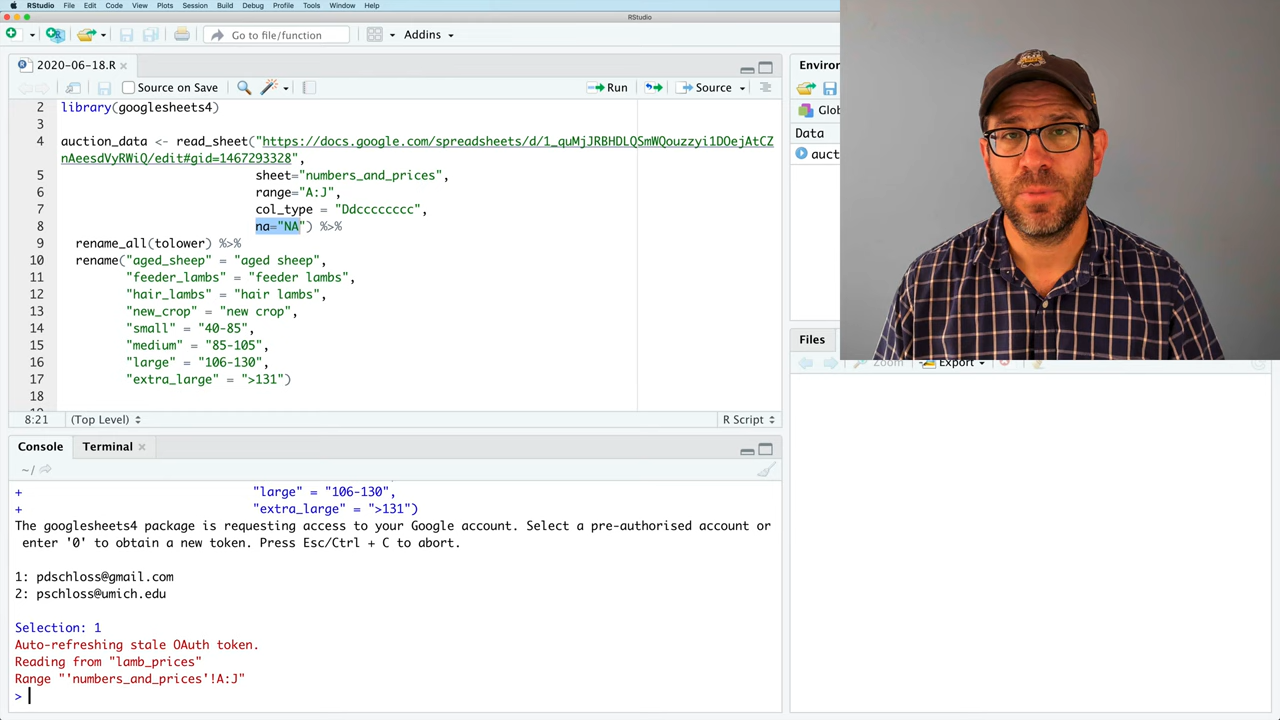 RStudio File Edit Code View Plots Session Build Debug Profile Tools Window Help
RStudio
Go to file/function
Addins
2020-06-18.R
Source on Save
Run
Source
2 library(googlesheets4)
3
4 auction_data <- read_sheet("https://docs.google.com/spreadsheets/d/1_quMjJRBHDLQSmWQouzzyi1DOejAtCZ
nAeesdVyRWiQ/edit#gid=1467293328",
5 sheet="numbers_and_prices",
6 range="A:J",
7 col_type = "Ddcccccccc",
8 na="NA") %>%
9 rename_all(tolower) %>%
10 rename("aged_sheep" = "aged sheep",
11 "feeder_lambs" = "feeder lambs",
12 "hair_lambs" = "hair lambs",
13 "new_crop" = "new crop",
14 "small" = "40-85",
15 "medium" = "85-105",
16 "large" = "106-130",
17 "extra_large" = ">131")
18
8:21 (Top Level) R Script
Console Terminal
~/
+ "large" = "106-130",
+ "extra_large" = ">131")
The googlesheets4 package is requesting access to your Google account. Select a pre-authorised account or
enter '0' to obtain a new token. Press Esc/Ctrl + C to abort.
1: pdschloss@gmail.com
2: pschloss@umich.edu
Selection: 1
Auto-refreshing stale OAuth token.
Reading from "lamb_prices"
Range "'numbers_and_prices'!A:J"
>
Environ
Glob
Data
auct
Files
Zoom Export